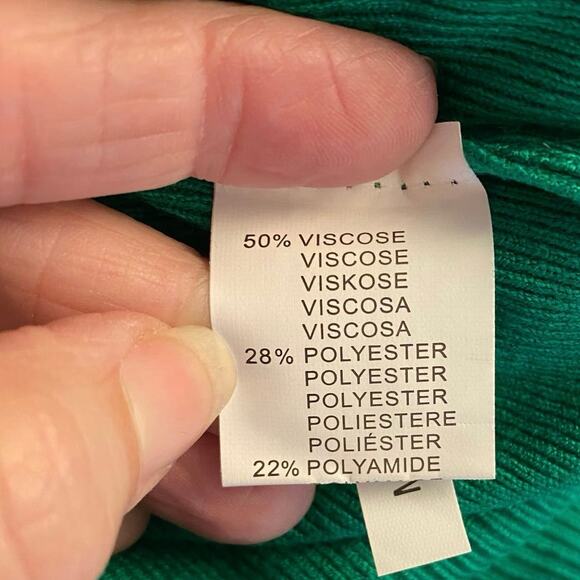 50% VISCOSE
VISCOSE
VISKOSE
VISCOSA
VISCOSA
28% POLYESTER
POLYESTER
POLYESTER
POLIESTERE
POLIÉSTER
22% POLYAMIDE